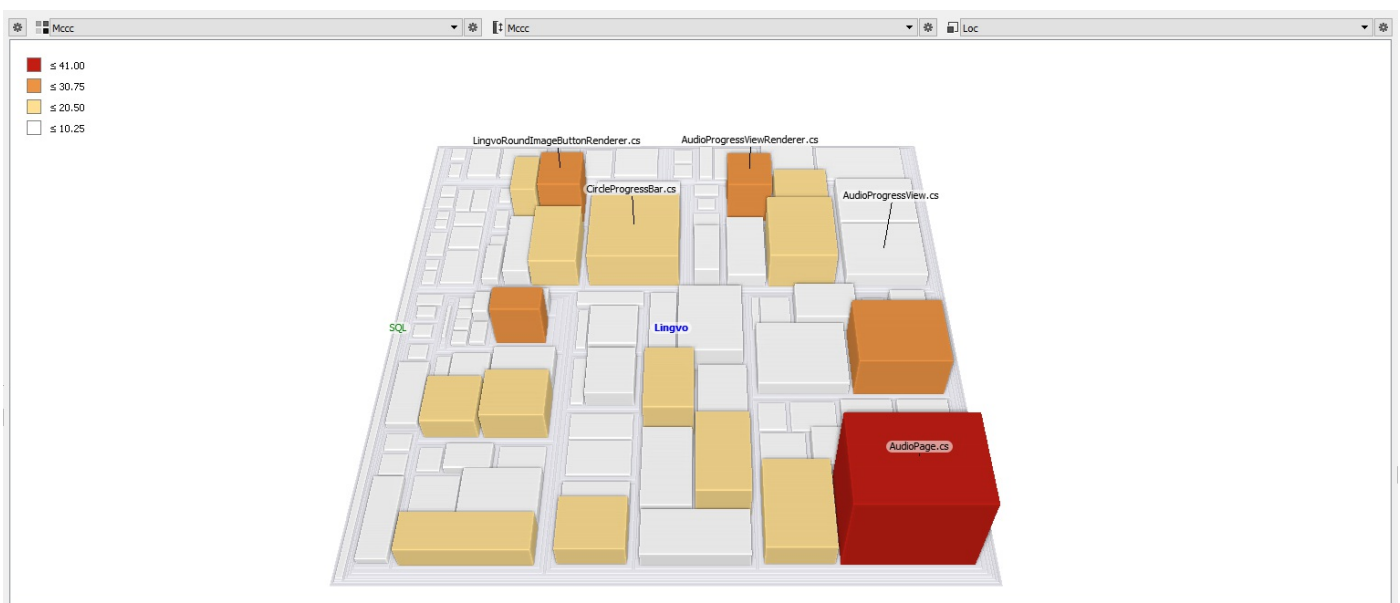 Mccc
Mccc
Loc
≤ 41.00
≤ 30.75
≤ 20.50
≤ 10.25
LingvoRoundImageButtonRenderer.cs
AudioProgressViewRenderer.cs
CircleProgressBar.cs
AudioProgressView.cs
SQL
Lingvo
AudioPage.cs